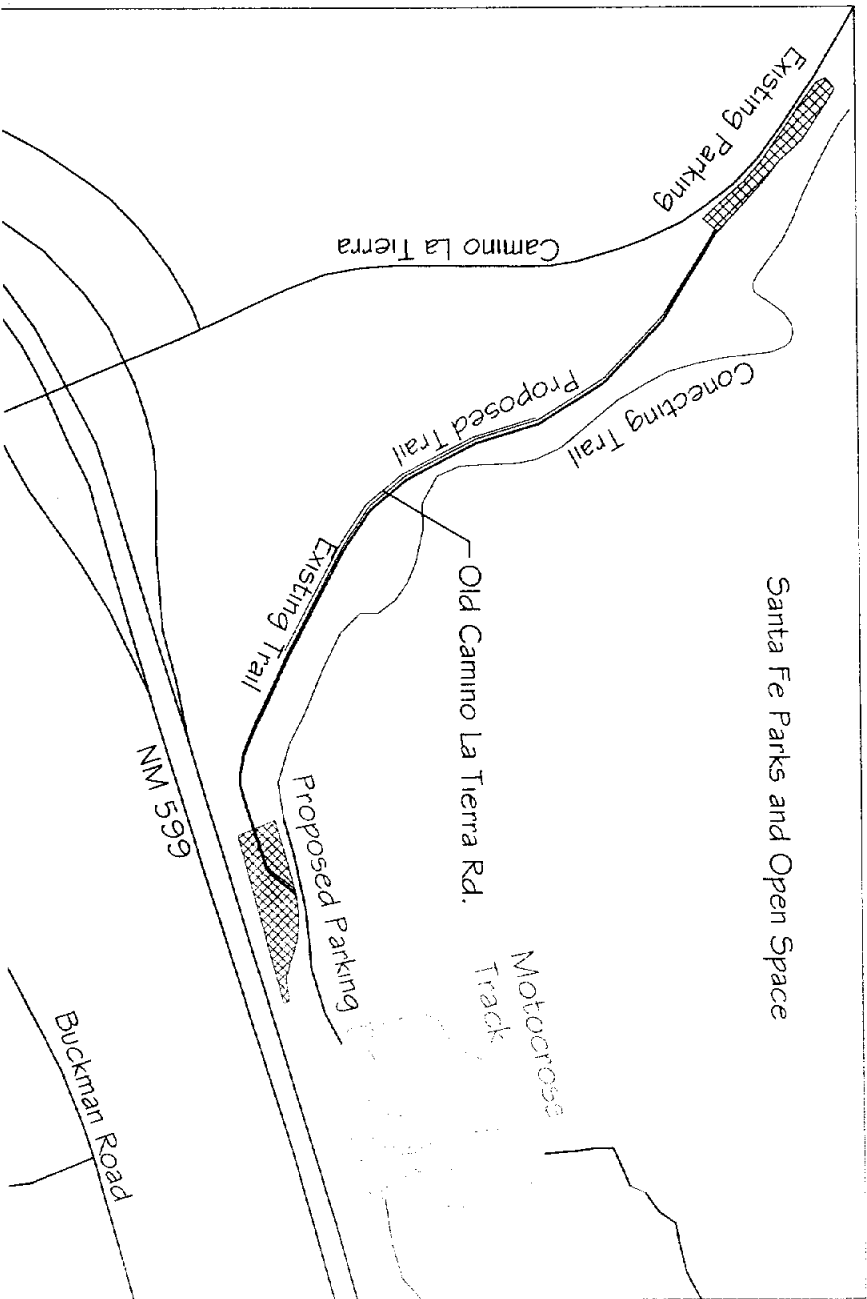 Santa Fe Parks and Open Space
Existing Parking
Camino La Tierra
Conecting Trail
Proposed Trail
Old Camino La Tierra Rd.
Existing Trail
Motocross
Track
Proposed Parking
NM 599
Buckman Road